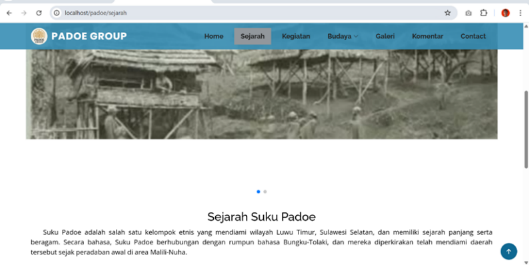 localhost/padoe/sejarah
PADOE GROUP
Home Sejarah Kegiatan Budaya Galeri Komentar Contact
Sejarah Suku Padoe
Suku Padoe adalah salah satu kelompok etnis yang mendiami wilayah Luwu Timur, Sulawesi Selatan, dan memiliki sejarah panjang serta
beragam. Secara bahasa, Suku Padoe berhubungan dengan rumpun bahasa Bungku-Tolaki, dan mereka diperkirakan telah mendiami daerah
tersebut sejak peradaban awal di area Malili-Nuha.